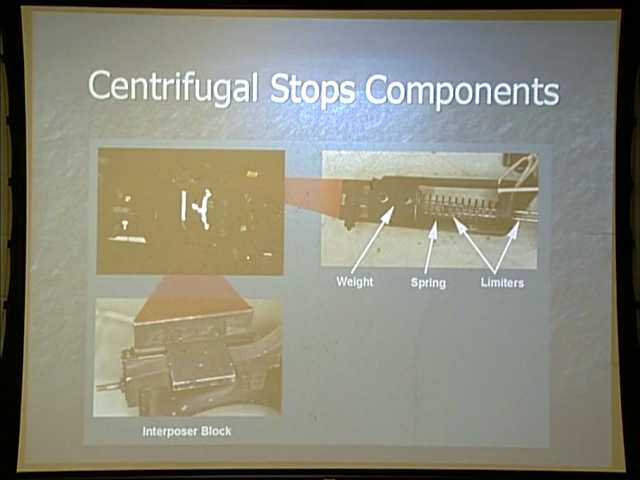 Centrifugal Stops Components
Weight
Spring
Limiters
Interposer Block